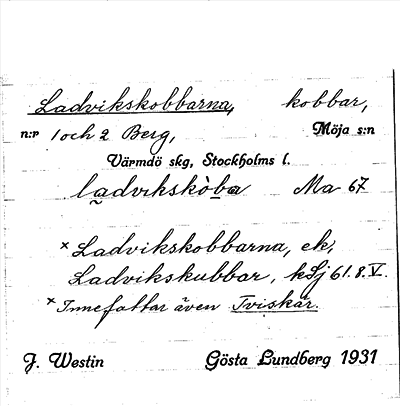 Ladvikskobbarna, kobbar,
n:r 1 och 2 Berg, Möja s:n
Värmdö skg, Stockholms l.
ladvikskòba Ma 67
× Ladvikskobbarna, ek,
Ladvikskubbar, kSj 61.8.V.
× Innefattar även Tviskär.
J. Westin Gösta Lundberg 1931